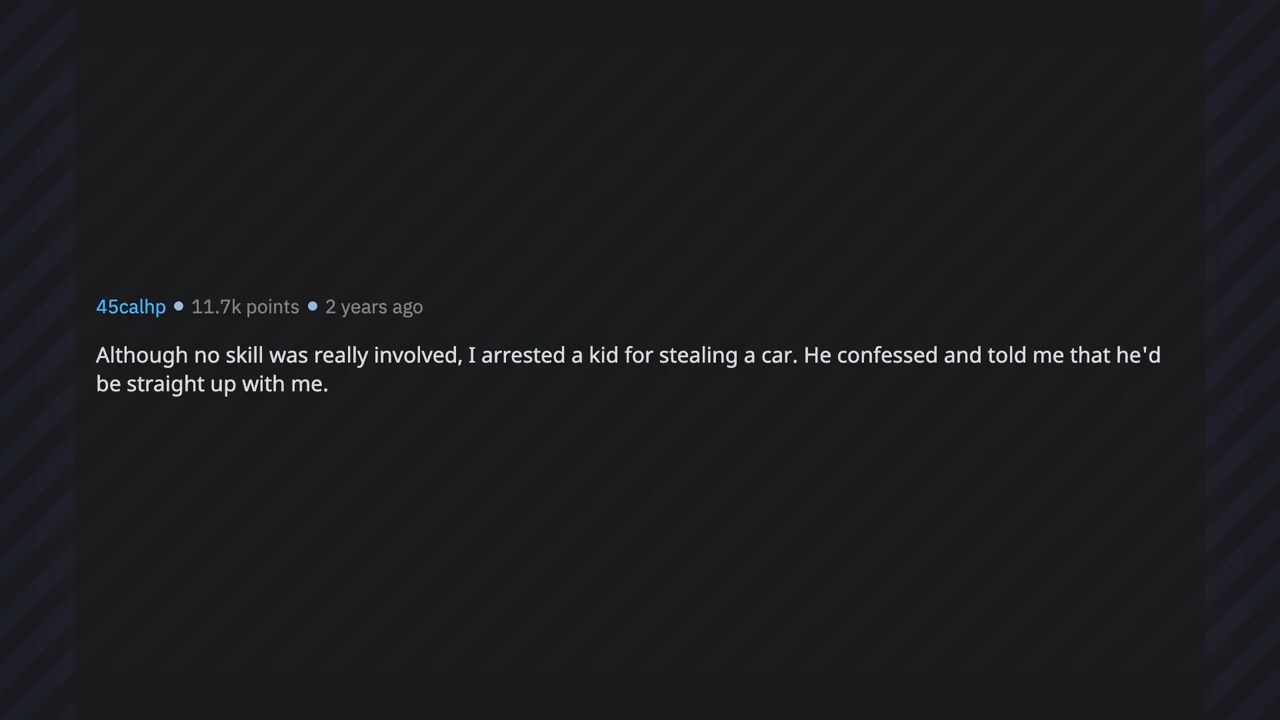 45calhp ● 11.7k points ● 2 years ago
Although no skill was really involved, I arrested a kid for stealing a car. He confessed and told me that he'd
be straight up with me.